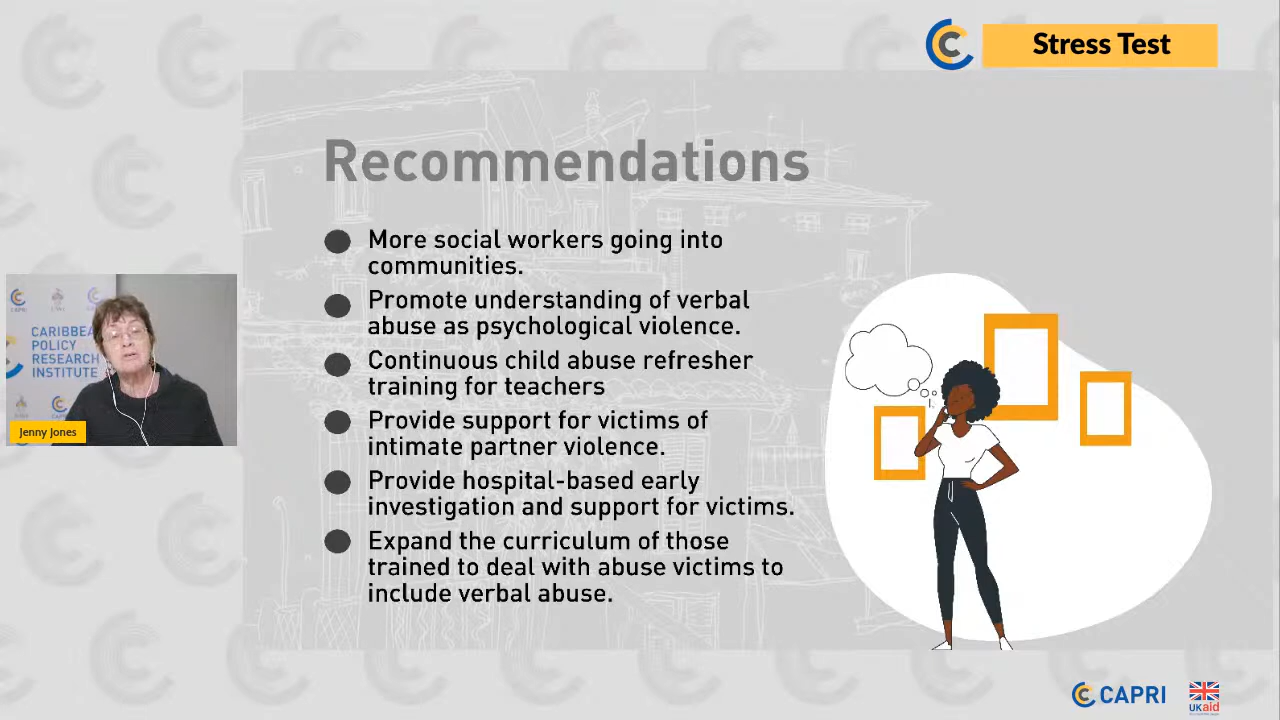 Stress Test
Recommendations
More social workers going into
communities.
Promote understanding of verbal
abuse as psychological violence.
Continuous child abuse refresher
training for teachers
Provide support for victims of
intimate partner violence.
Provide hospital-based early
investigation and support for victims.
Expand the curriculum of those
trained to deal with abuse victims to
include verbal abuse.
CAPRI
CARIBBEA
POLICY
RESEARCH
INSTITUTE
Jenny Jones
CAPRI
UKaid